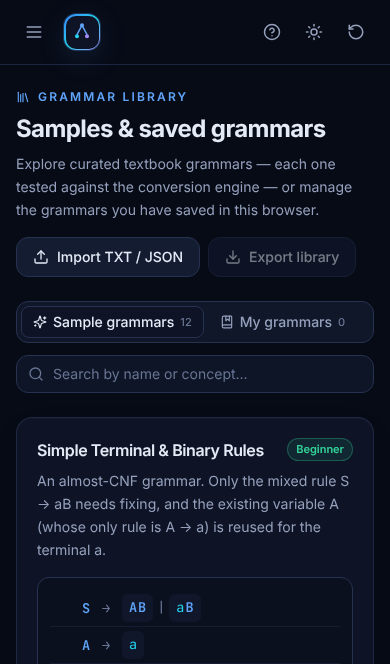 GRAMMAR LIBRARY
Samples & saved grammars
Explore curated textbook grammars — each one
tested against the conversion engine — or manage
the grammars you have saved in this browser.
Import TXT / JSON Export library
Sample grammars 12 My grammars 0
Search by name or concept...
Simple Terminal & Binary Rules Beginner
An almost-CNF grammar. Only the mixed rule S
→ aB needs fixing, and the existing variable A
(whose only rule is A → a) is reused for the
terminal a.
S → AB | aB
A → a